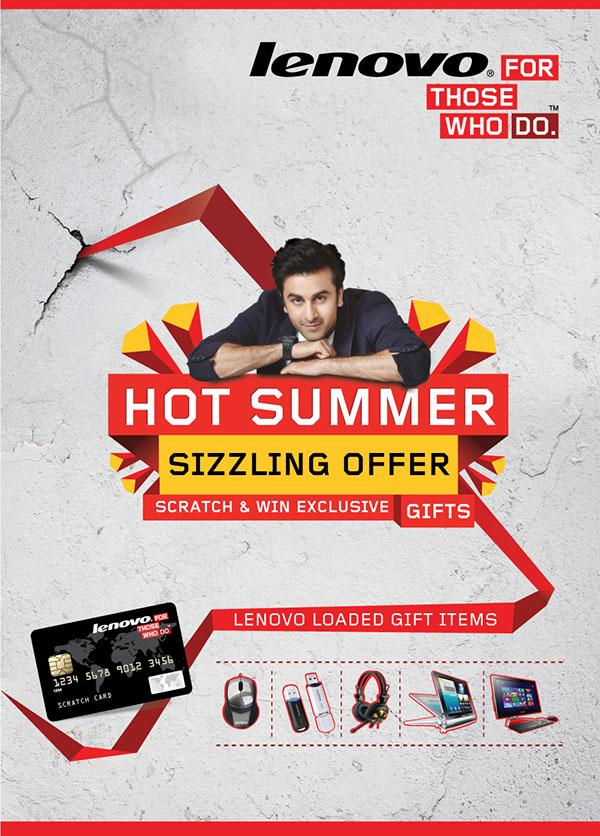 lenovo® FOR
THOSE
WHO DO.™
HOT SUMMER
SIZZLING OFFER
SCRATCH & WIN EXCLUSIVE GIFTS
LENOVO LOADED GIFT ITEMS
lenovo FOR
THOSE
WHO DO.
1234 5678 9012 3456
1234
SCRATCH CARD